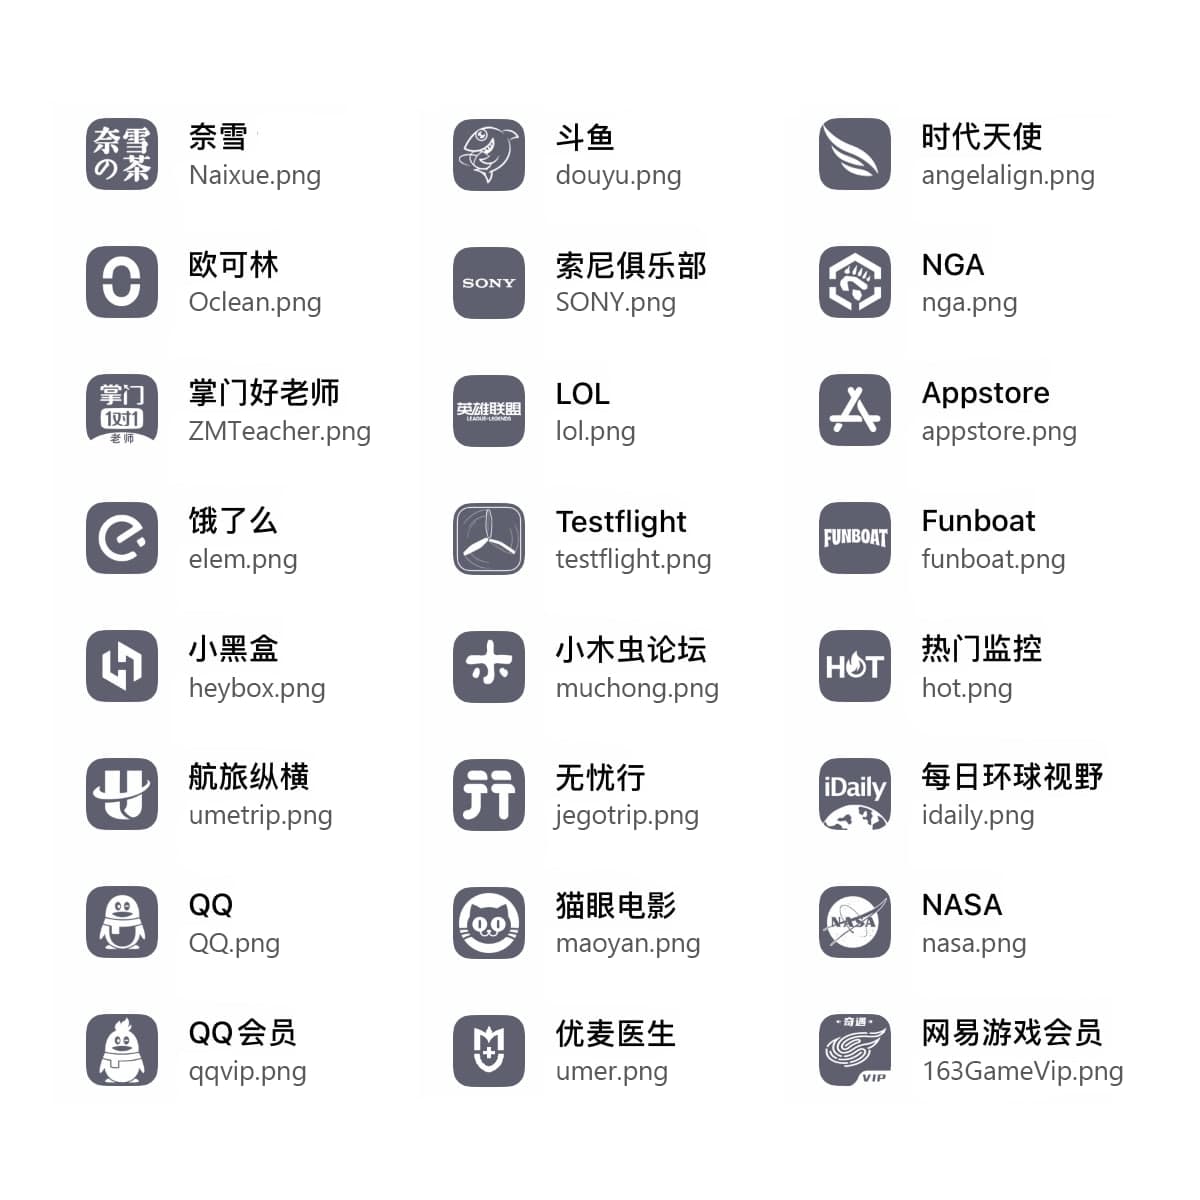 奈雪
の茶
奈雪
Naixue.png
斗鱼
douyu.png
时代天使
angelalign.png
欧可林
Oclean.png
SONY
索尼俱乐部
SONY.png
NGA
nga.png
掌门
1对1
老师
掌门好老师
ZMTeacher.png
英雄联盟
LEAGUE OF LEGENDS
LOL
lol.png
Appstore
appstore.png
饿了么
elem.png
Testflight
testflight.png
FUNBOAT
Funboat
funboat.png
小黑盒
heybox.png
小木虫论坛
muchong.png
HOT
热门监控
hot.png
航旅纵横
umetrip.png
无忧行
jegotrip.png
iDaily
每日环球视野
idaily.png
QQ
QQ.png
猫眼电影
maoyan.png
NASA
NASA
nasa.png
QQ会员
qqvip.png
优麦医生
umer.png
·奇遇·
VIP
网易游戏会员
163GameVip.png